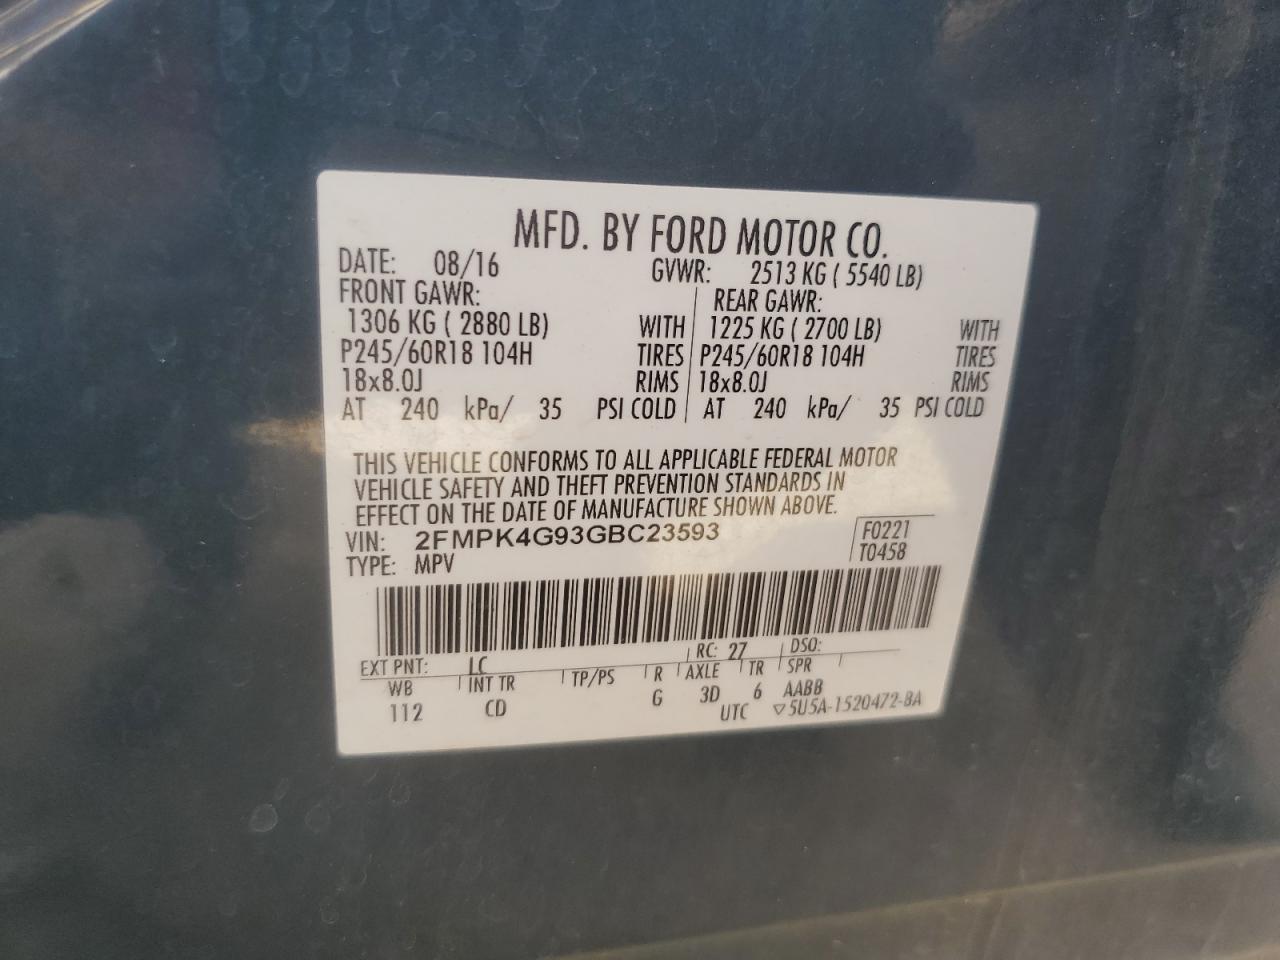 MFD. BY FORD MOTOR CO.
DATE: 08/16 GVWR: 2513 KG ( 5540 LB)
FRONT GAWR: REAR GAWR:
1306 KG ( 2880 LB) WITH 1225 KG ( 2700 LB) WITH
P245/60R18 104H TIRES P245/60R18 104H TIRES
18x8.0J RIMS 18x8.0J RIMS
AT 240 kPa/ 35 PSI COLD AT 240 kPa/ 35 PSI COLD
THIS VEHICLE CONFORMS TO ALL APPLICABLE FEDERAL MOTOR
VEHICLE SAFETY AND THEFT PREVENTION STANDARDS IN
EFFECT ON THE DATE OF MANUFACTURE SHOWN ABOVE.
VIN: 2FMPK4G93GBC23593 F0221
TYPE: MPV T0458
EXT PNT: LC RC: 27 DSO:
WB INT TR TP/PS R AXLE TR SPR
112 CD G 3D 6 AABB
UTC ▽5U5A-1520472-BA